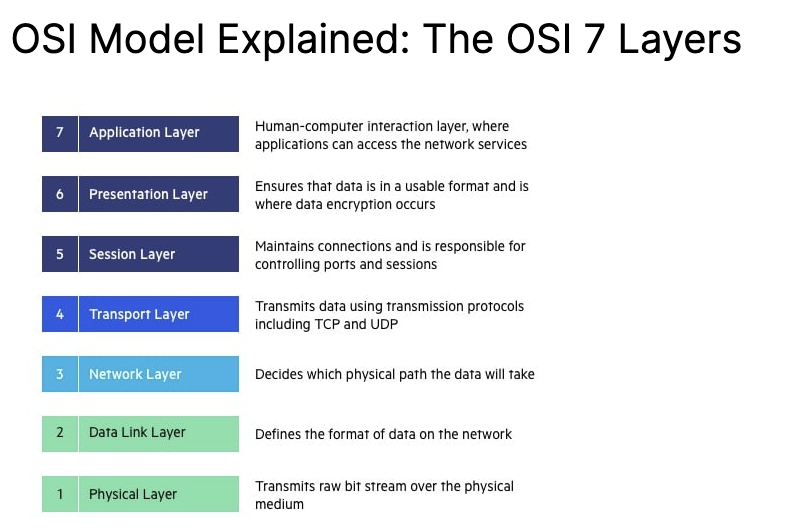 OSI Model Explained: The OSI 7 Layers
7 Application Layer Human-computer interaction layer, where
applications can access the network services
6 Presentation Layer Ensures that data is in a usable format and is
where data encryption occurs
5 Session Layer Maintains connections and is responsible for
controlling ports and sessions
4 Transport Layer Transmits data using transmission protocols
including TCP and UDP
3 Network Layer Decides which physical path the data will take
2 Data Link Layer Defines the format of data on the network
1 Physical Layer Transmits raw bit stream over the physical
medium